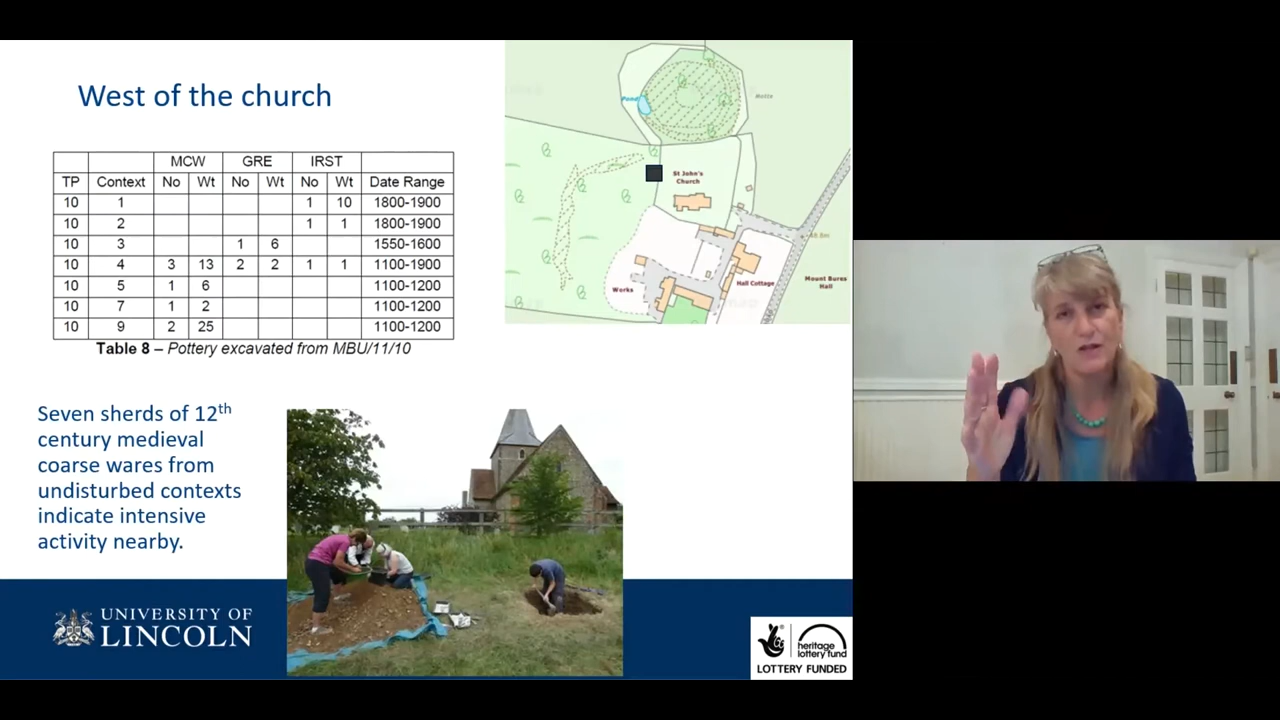 West of the church
MCW GRE IRST
TP Context No Wt No Wt No Wt Date Range
10 1 1 10 1800-1900
10 2 1 1 1800-1900
10 3 1 6 1550-1600
10 4 3 13 2 2 1 1 1100-1900
10 5 1 6 1100-1200
10 7 1 2 1100-1200
10 9 2 25 1100-1200
Table 8 – Pottery excavated from MBU/11/10
Pond
Motte
St John's
Church
Hall Cottage
Mount Bures
Hall
Works
Seven sherds of 12th
century medieval
coarse wares from
undisturbed contexts
indicate intensive
activity nearby.
UNIVERSITY OF
LINCOLN
heritage
lottery fund
LOTTERY FUNDED